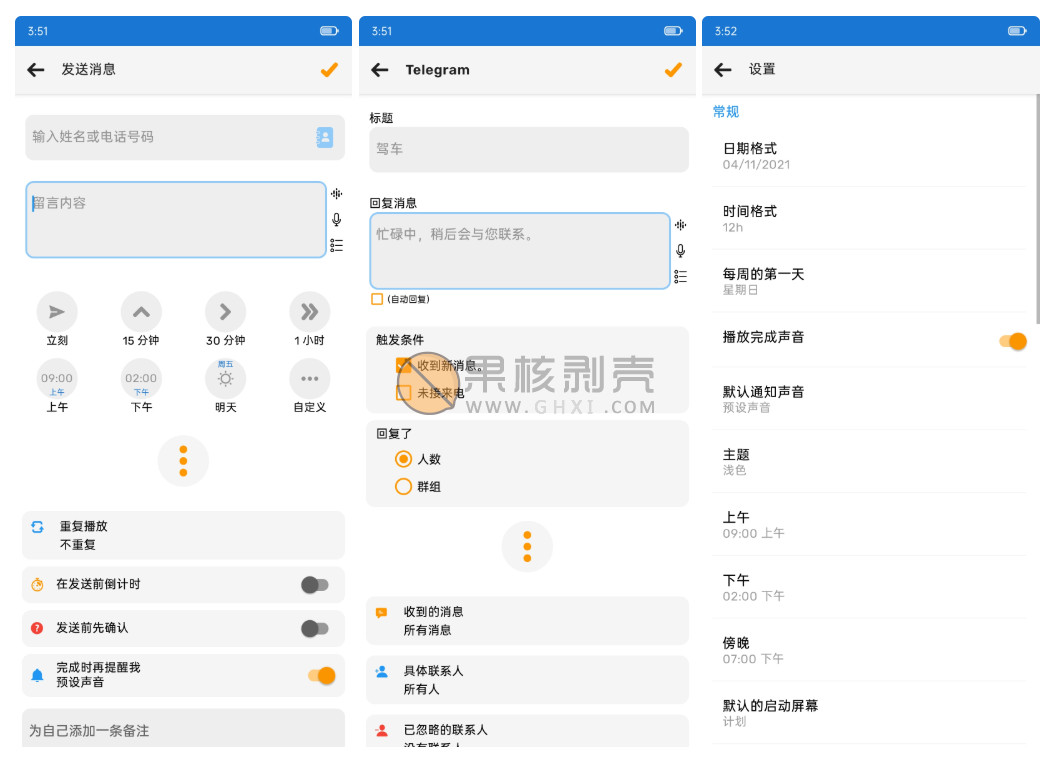 3:51
发送消息
输入姓名或电话号码
留言内容
立刻
15 分钟
30 分钟
1 小时
09:00
上午
上午
02:00
下午
下午
周五
明天
自定义
重复播放
不重复
在发送前倒计时
发送前先确认
完成时再提醒我
预设声音
为自己添加一条备注
3:51
Telegram
标题
驾车
回复消息
忙碌中，稍后会与您联系。
(自动回复)
触发条件
收到新消息。
未接来电
果核剥壳
WWW.GHXI.COM
回复了
人数
群组
收到的消息
所有消息
具体联系人
所有人
已忽略的联系人
没有联系人
3:52
设置
常规
日期格式
04/11/2021
时间格式
12h
每周的第一天
星期日
播放完成声音
默认通知声音
预设声音
主题
浅色
上午
09:00 上午
下午
02:00 下午
傍晚
07:00 下午
默认的启动屏幕
计划